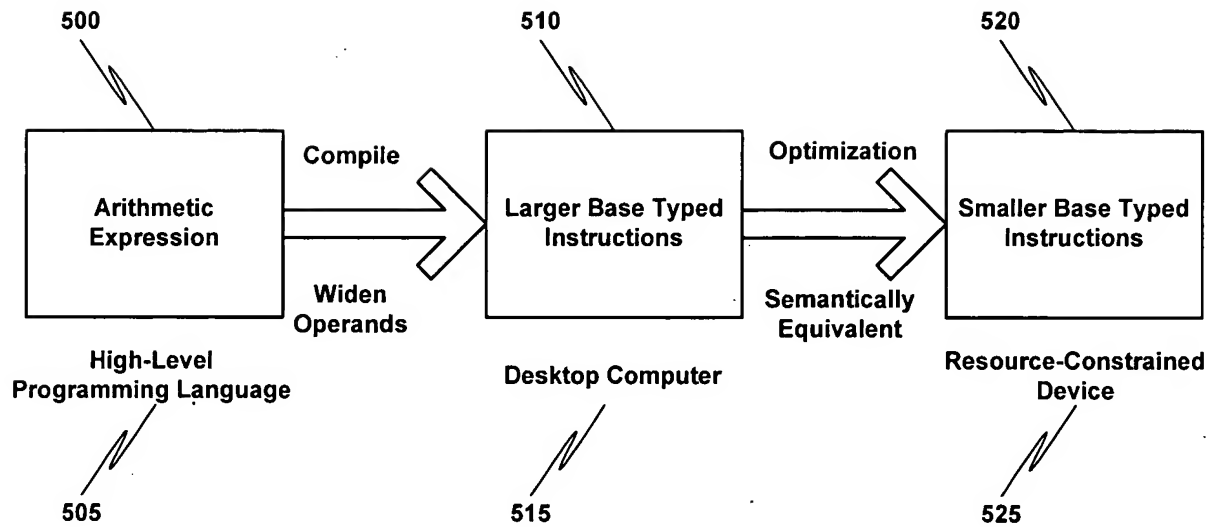 500
510
520
Arithmetic
Expression
Compile
Widen
Operands
Larger Base Typed
Instructions
Optimization
Semantically
Equivalent
Smaller Base Typed
Instructions
High-Level
Programming Language
Desktop Computer
Resource-Constrained
Device
505
515
525